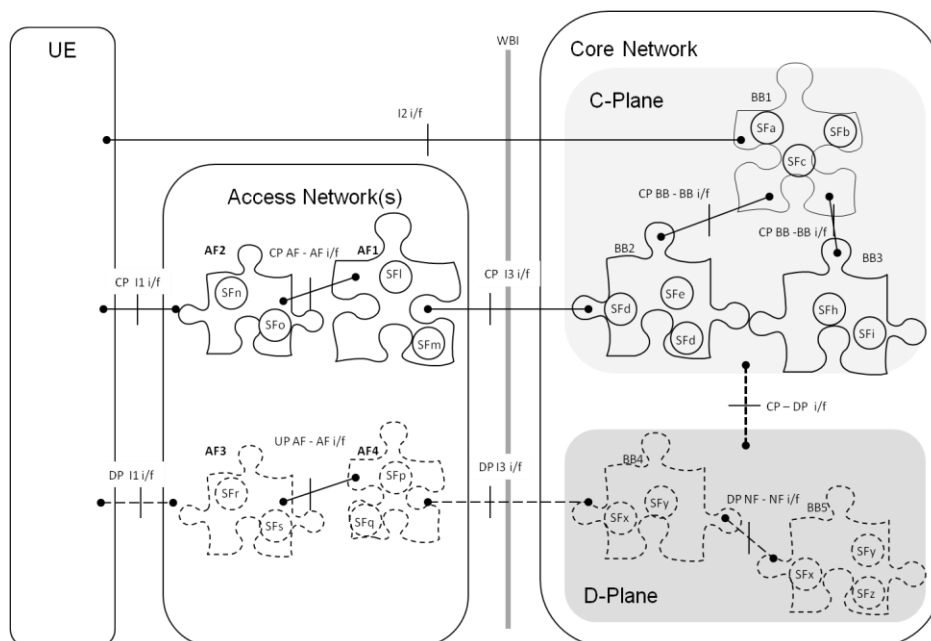 UE
WBI
Core Network
C-Plane
BB1
SFa
SFb
SFc
I2 i/f
CP BB - BB i/f
CP BB -BB i/f
Access Network(s)
AF2
CP AF - AF i/f
AF1
BB2
BB3
SFn
SFl
SFe
CP I1 i/f
CP I3 i/f
SFo
SFm
SFd
SFd
SFh
SFi
CP – DP i/f
AF3
UP AF - AF i/f
AF4
BB4
DP I1 i/f
SFr
SFp
DP I3 i/f
SFs
SFq
SFx
SFy
DP NF - NF i/f
BB5
SFy
SFx
SFz
D-Plane